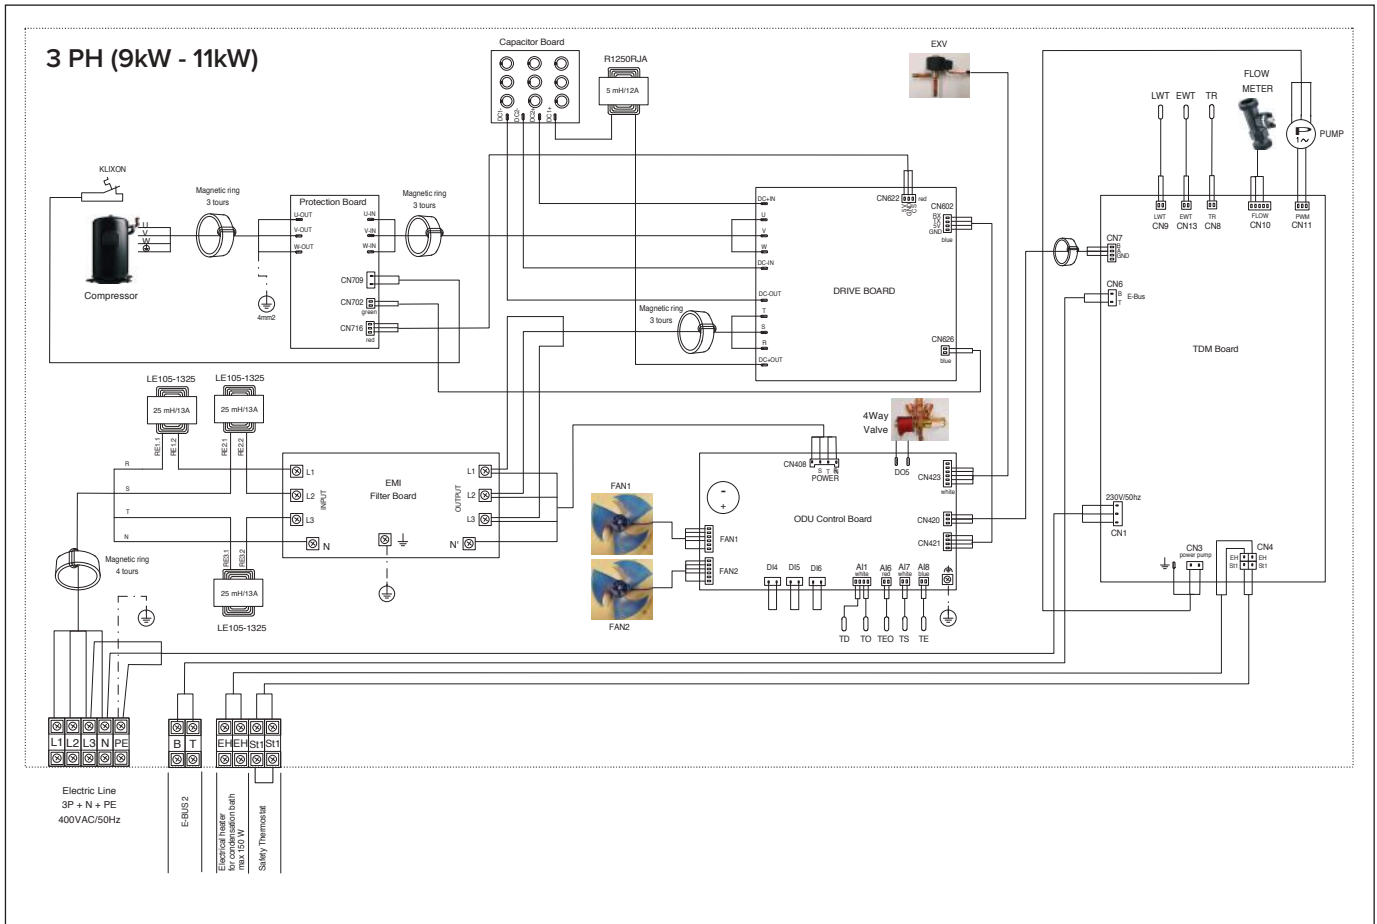 3 PH (9kW - 11kW)
Capacitor Board
DC1-
DC2-
DC2+
DC1+
R1250RJA
5 mH/12A
EXV
LWT
EWT
TR
FLOW
METER
P
1~
PUMP
KLIXON
Magnetic ring
3 tours
U
V
W
Compressor
Protection Board
U-OUT
V-OUT
W-OUT
U-IN
V-IN
W-IN
CN709
CN702
green
CN716
red
4mm2
Magnetic ring
3 tours
Magnetic ring
3 tours
DC+IN
U
V
W
DC-IN
DC-OUT
T
S
R
DC+OUT
DRIVE BOARD
CN622
red
CN602
RX
TX
5V
GND
blue
CN626
blue
LWT
CN9
EWT
CN13
TR
CN8
FLOW
CN10
PWM
CN11
CN7
GND
CN6
B
T
E-Bus
TDM Board
230V/50hz
CN1
CN3
power pump
CN4
EH
St1
EH
St1
LE105-1325
25 mH/13A
RE1.1
RE1.2
LE105-1325
25 mH/13A
RE2.1
RE2.2
R
S
T
N
RE3.1
RE3.2
25 mH/13A
LE105-1325
EMI
Filter Board
L1
L2
L3
N
INPUT
OUTPUT
L1
L2
L3
N'
Magnetic ring
4 tours
FAN1
FAN2
4Way
Valve
DO5
CN408
S T N
POWER
-
+
ODU Control Board
CN423
white
CN420
CN421
FAN1
FAN2
DI4
DI5
DI6
AI1
white
AI6
red
AI7
white
AI8
blue
TD
TO
TEO
TS
TE
L1
L2
L3
N
PE
B
T
EH
EH
St1
St1
Electric Line
3P + N + PE
400VAC/50Hz
E-BUS 2
Electrical heater
for condensation bath
max 150 W
Safety Thermostat